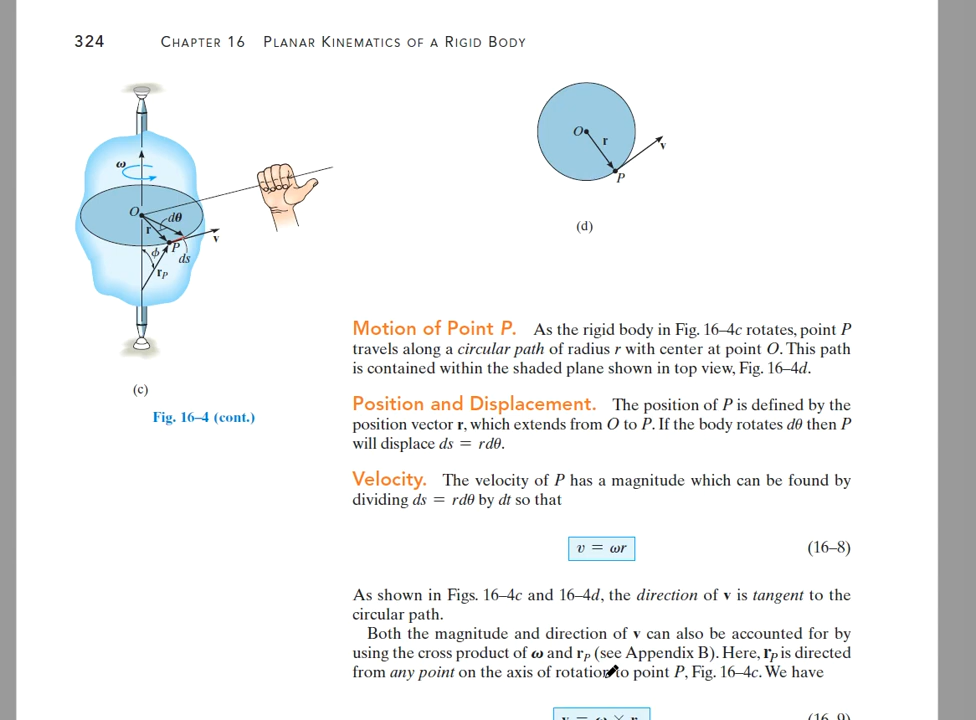 324 CHAPTER 16 PLANAR KINEMATICS OF A RIGID BODY
ω
O
dθ
r
P
v
ϕ
ds
r_P
(c)
Fig. 16–4 (cont.)
O
r
v
P
(d)
Motion of Point P. As the rigid body in Fig. 16–4c rotates, point P
travels along a circular path of radius r with center at point O. This path
is contained within the shaded plane shown in top view, Fig. 16–4d.
Position and Displacement. The position of P is defined by the
position vector r, which extends from O to P. If the body rotates dθ then P
will displace ds = rdθ.
Velocity. The velocity of P has a magnitude which can be found by
dividing ds = rdθ by dt so that
v = ωr (16–8)
As shown in Figs. 16–4c and 16–4d, the direction of v is tangent to the
circular path.
Both the magnitude and direction of v can also be accounted for by
using the cross product of ω and r_P (see Appendix B). Here, r_P is directed
from any point on the axis of rotation to point P, Fig. 16–4c. We have